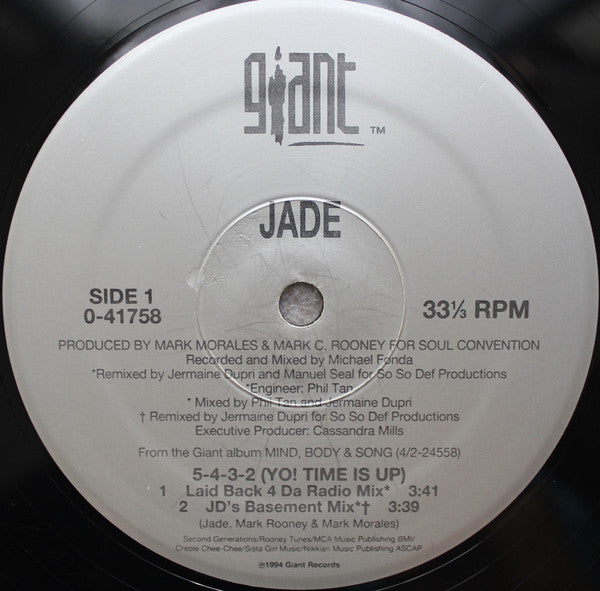 giant ™
JADE
SIDE 1
0-41758
33⅓ RPM
PRODUCED BY MARK MORALES & MARK C. ROONEY FOR SOUL CONVENTION
Recorded and Mixed by Michael Fonda
*Remixed by Jermaine Dupri and Manuel Seal for So So Def Productions
*Engineer: Phil Tan
* Mixed by Phil Tan and Jermaine Dupri
† Remixed by Jermaine Dupri for So So Def Productions
Executive Producer: Cassandra Mills
From the Giant album MIND, BODY & SONG (4/2-24558)
5-4-3-2 (YO! TIME IS UP)
1 Laid Back 4 Da Radio Mix* 3:41
2 JD's Basement Mix*† 3:39
(Jade, Mark Rooney & Mark Morales)
Second Generations/Rooney Tunes/MCA Music Publishing BMI/
Creole Chee-Chee/Sista Girl Music/Nikkian Music Publishing ASCAP
℗1994 Giant Records